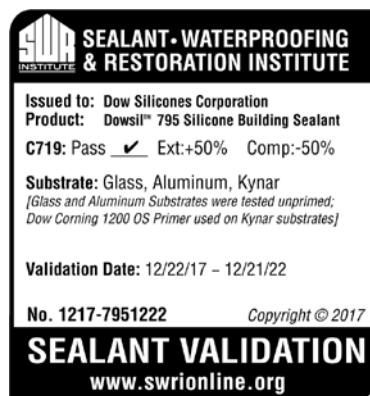 SWR
INSTITUTE
SEALANT • WATERPROOFING
& RESTORATION INSTITUTE
Issued to: Dow Silicones Corporation
Product: Dowsil™ 795 Silicone Building Sealant
C719: Pass ✔ Ext:+50% Comp:-50%
Substrate: Glass, Aluminum, Kynar
[Glass and Aluminum Substrates were tested unprimed;
Dow Corning 1200 OS Primer used on Kynar substrates]
Validation Date: 12/22/17 – 12/21/22
No. 1217-7951222 Copyright © 2017
SEALANT VALIDATION
www.swrionline.org